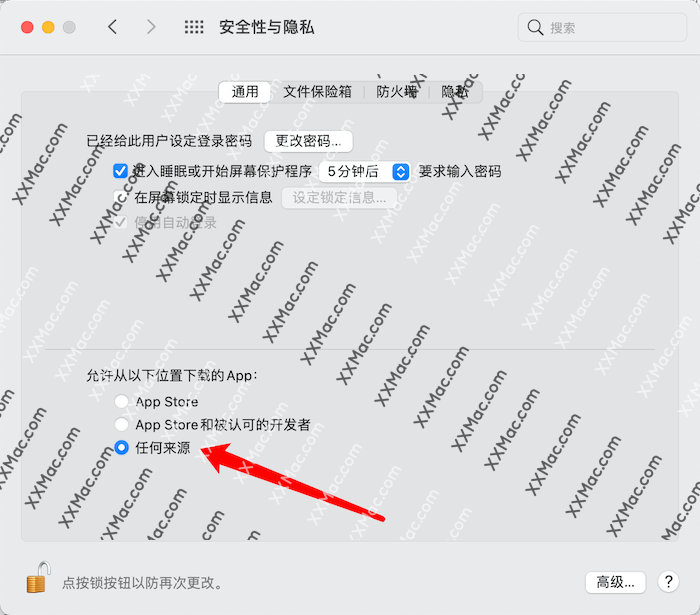 安全性与隐私
搜索
通用 文件保险箱 防火墙 隐私
已经给此用户设定登录密码 更改密码...
进入睡眠或开始屏幕保护程序 5分钟后 要求输入密码
在屏幕锁定时显示信息 设定锁定信息...
停用自动登录
允许从以下位置下载的App:
App Store
App Store和被认可的开发者
任何来源
点按锁按钮以防再次更改。
高级... ?
XXMac.com